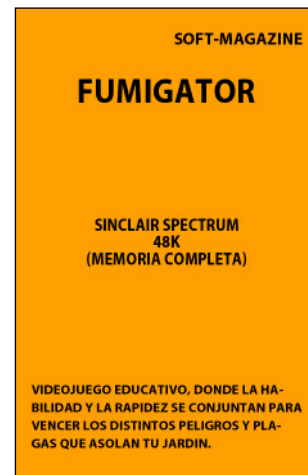 SOFT-MAGAZINE
FUMIGATOR
SINCLAIR SPECTRUM
48K
(MEMORIA COMPLETA)
VIDEOJUEGO EDUCATIVO, DONDE LA HA-
BILIDAD Y LA RAPIDEZ SE CONJUNTAN PARA
VENCER LOS DISTINTOS PELIGROS Y PLA-
GAS QUE ASOLAN TU JARDIN.